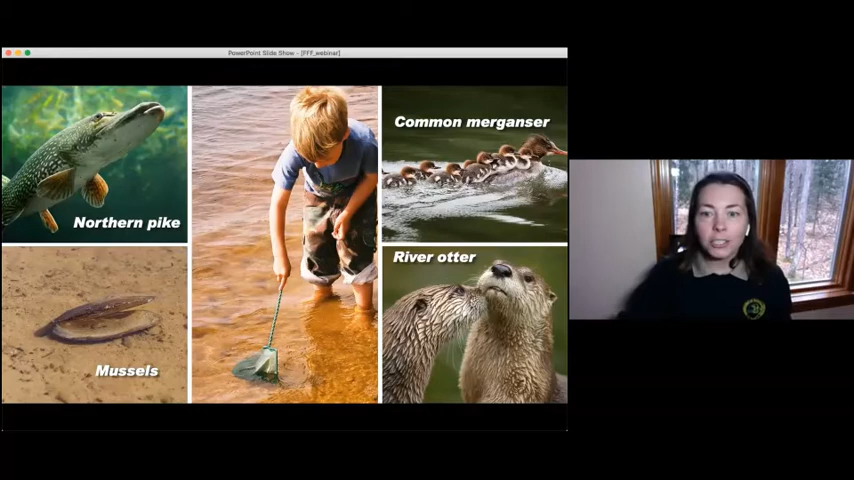 PowerPoint Slide Show - [FFF_webinar]
Northern pike
Common merganser
Mussels
River otter